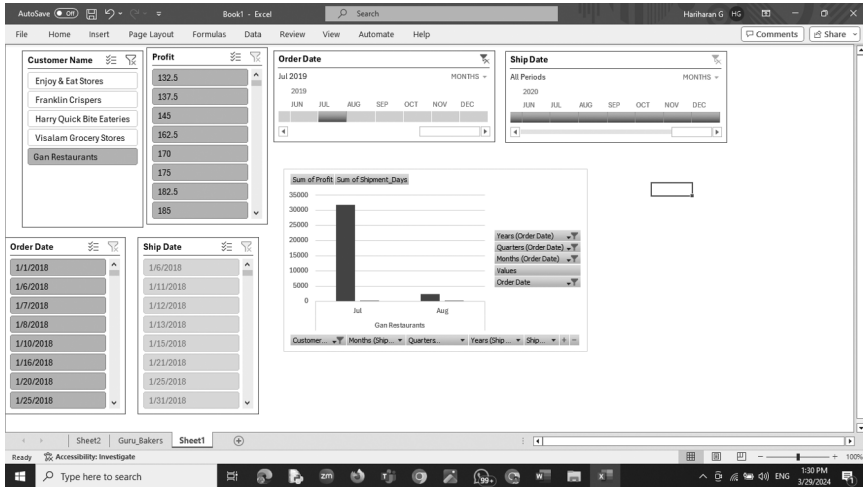 AutoSave Off Book1 - Excel Search Hariharan G HG
File Home Insert Page Layout Formulas Data Review View Automate Help Comments Share
Customer Name
Enjoy & Eat Stores
Franklin Crispers
Harry Quick Bite Eateries
Visalam Grocery Stores
Gan Restaurants
Profit
132.5
137.5
145
162.5
170
175
182.5
185
Order Date
Jul 2019 MONTHS
2019
JUN JUL AUG SEP OCT NOV DEC
Ship Date
All Periods MONTHS
2020
JUN JUL AUG SEP OCT NOV DEC
Sum of Profit Sum of Shipment_Days
35000
30000
25000
20000
15000
10000
5000
0
Jul Aug
Gan Restaurants
Years (Order Date)
Quarters (Order Date)
Months (Order Date)
Values
Order Date
Customer... Months (Ship... Quarters... Years (Ship... Ship... + −
Order Date
1/1/2018
1/6/2018
1/7/2018
1/8/2018
1/10/2018
1/16/2018
1/20/2018
1/25/2018
Ship Date
1/6/2018
1/11/2018
1/12/2018
1/13/2018
1/15/2018
1/21/2018
1/25/2018
1/31/2018
Sheet2 Guru_Bakers Sheet1
Ready Accessibility: Investigate 100%
Type here to search zm 99+ ENG 1:30 PM
3/29/2024